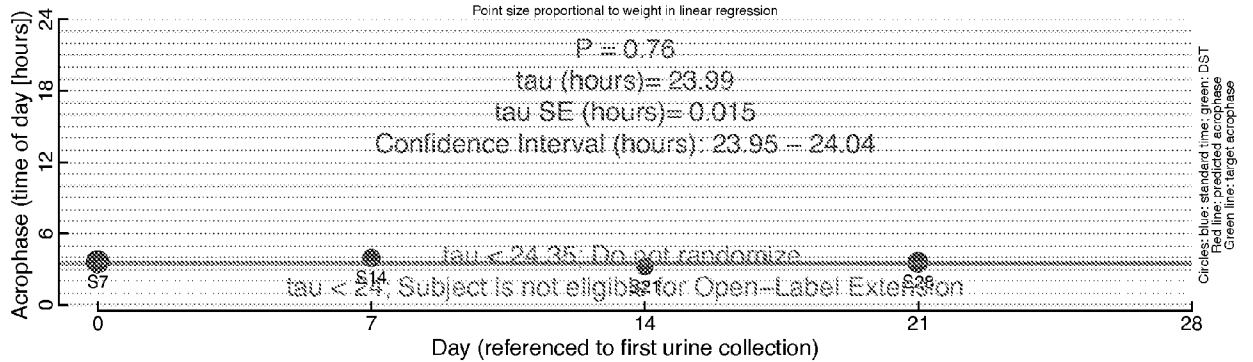 Point size proportional to weight in linear regression
24
18
12
6
0
Acrophase (time of day [hours])
P = 0.76
tau (hours)= 23.99
tau SE (hours)= 0.015
Confidence Interval (hours): 23.95 − 24.04
tau < 24.35: Do not randomize
S7
S14
S21
S28
tau < 24; Subject is not eligible for Open−Label Extension
0
7
14
21
28
Day (referenced to first urine collection)
Circles: blue: standard time; green: DST
Red line: predicted acrophase
Green line: target acrophase